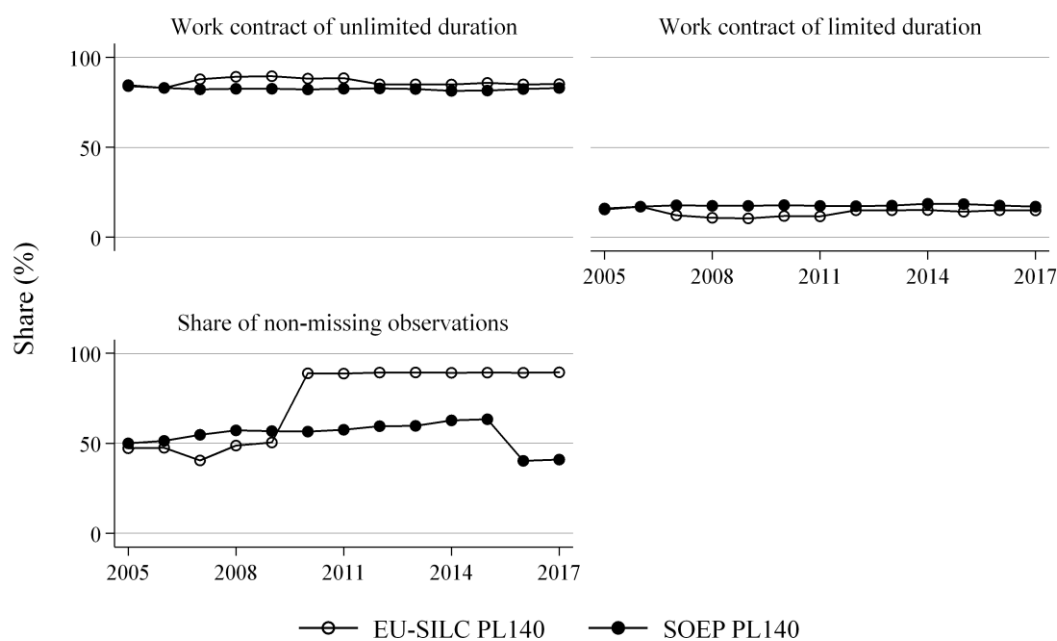 Work contract of unlimited duration
Work contract of limited duration
100
50
0
2005 2008 2011 2014 2017
Share (%)
Share of non-missing observations
100
50
0
2005 2008 2011 2014 2017
EU-SILC PL140 SOEP PL140